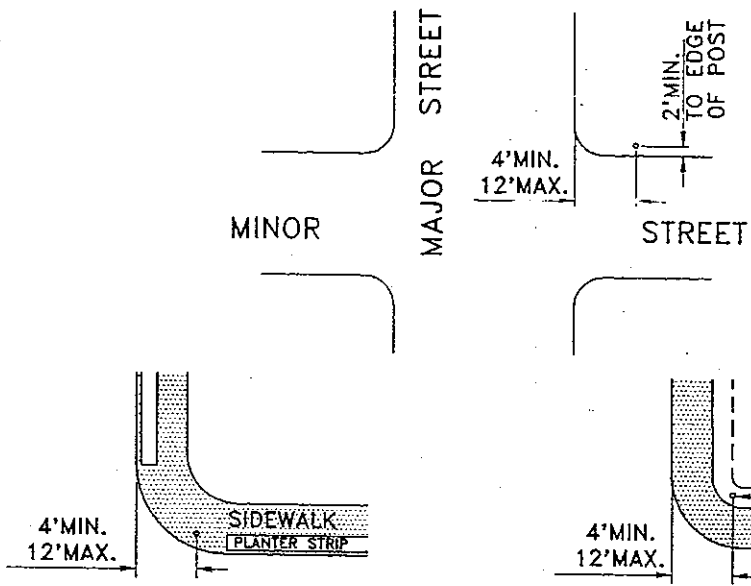 MAJOR STREET
2'MIN.
TO EDGE
OF POST
4'MIN.
12'MAX.
MINOR STREET
SIDEWALK
PLANTER STRIP
4'MIN.
12'MAX.
4'MIN.
12'MAX.